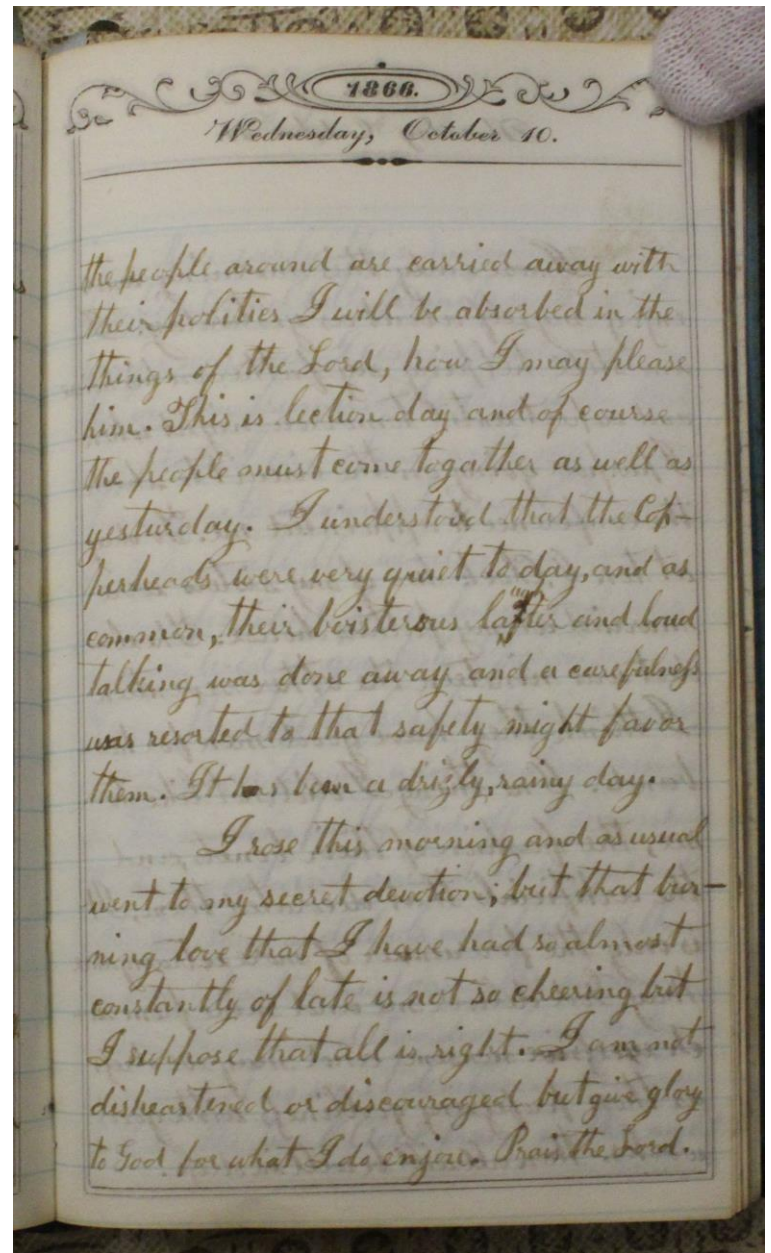 1866.
Wednesday, October 10.
the people around are carried away with
their polities I will be absorbed in the
things of the Lord, how I may please
him. This is lection day and of course
the people must come togather as well as
yesturday. I understood that the Cop-
perheads were very quiet to day, and as
common, their boisterous lafter and loud
talking was done away and a carefulness
was resorted to that safety might favor
them. It has been a drizly, rainy day.
I rose this morning and as usual
went to my secret devotion; but that bur-
ning love that I have had so almost
constantly of late is not so cheering but
I suppose that all is right. I am not
disheartened or discouraged but give glory
to God for what I do enjou. Prais the Lord.